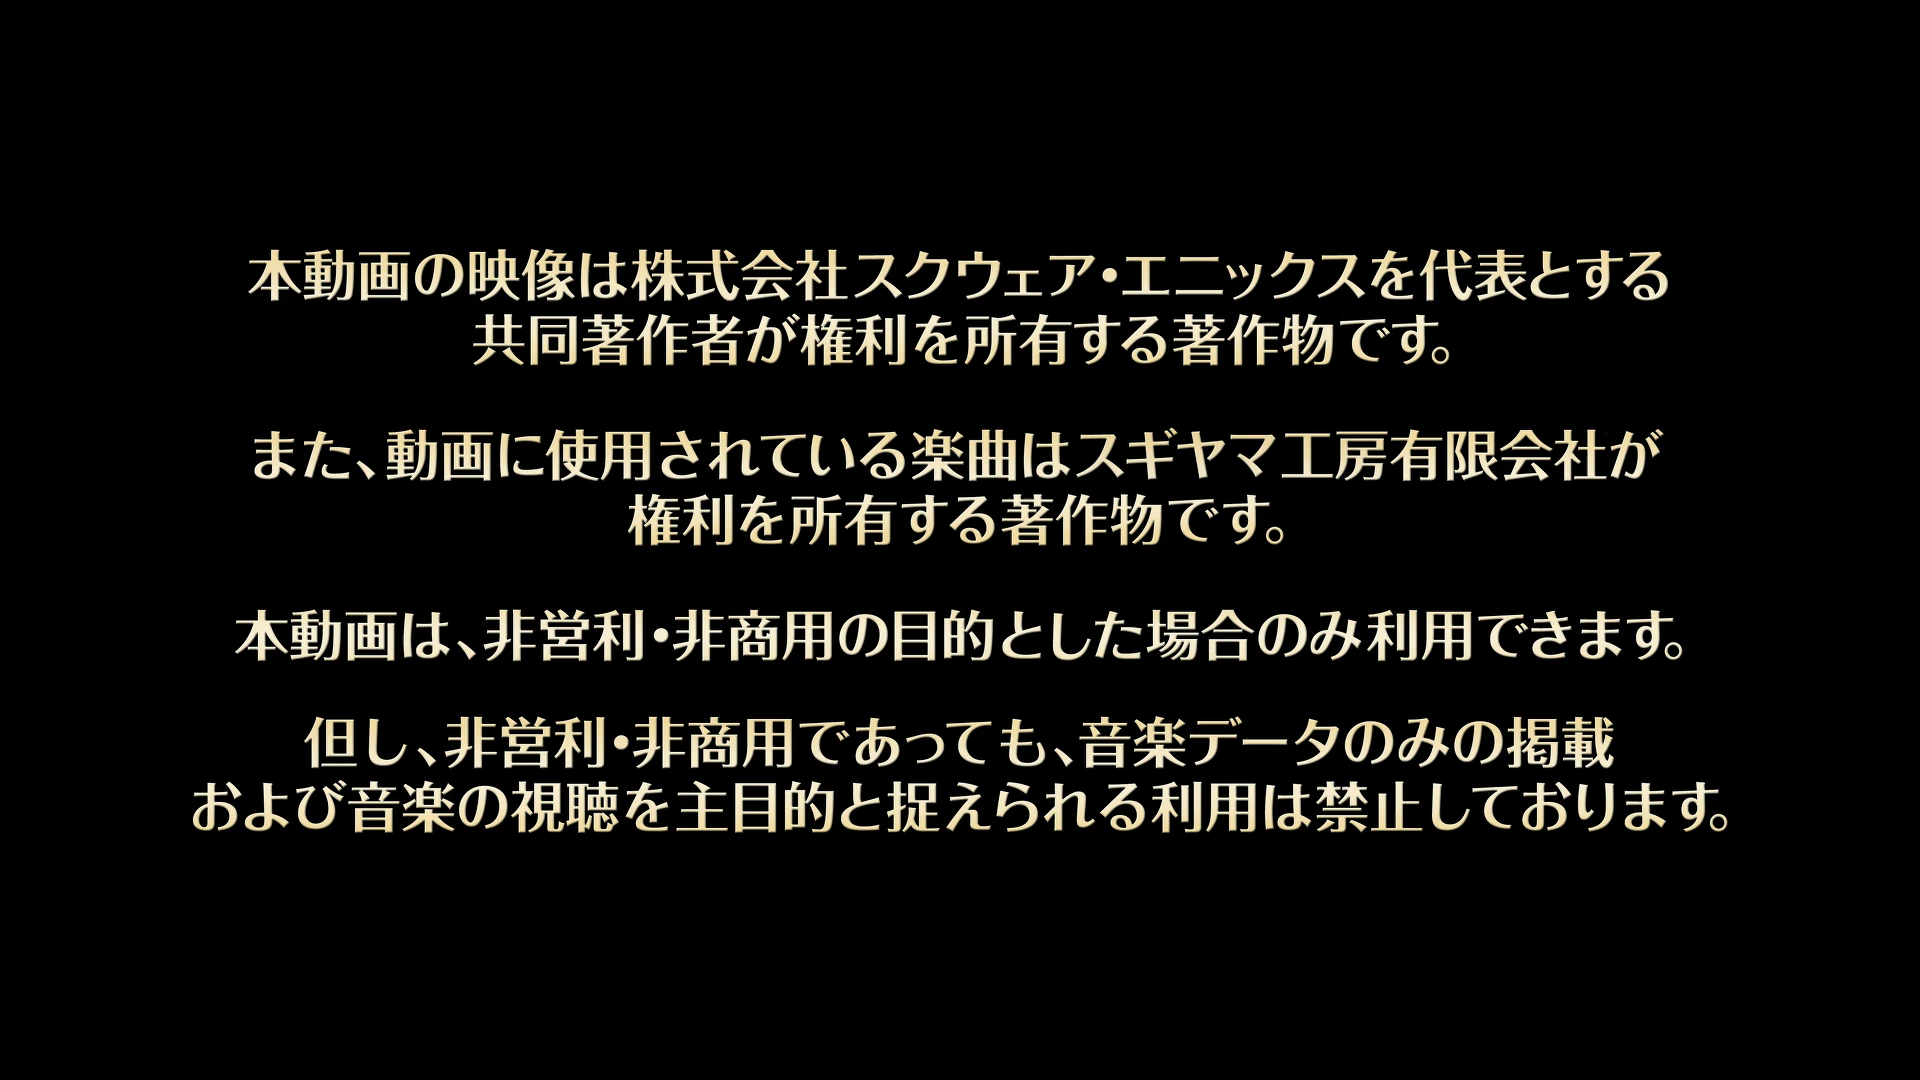 本動画の映像は株式会社スクウェア・エニックスを代表とする
共同著作者が権利を所有する著作物です。
また、動画に使用されている楽曲はスギヤマ工房有限会社が
権利を所有する著作物です。
本動画は、非営利・非商用の目的とした場合のみ利用できます。
但し、非営利・非商用であっても、音楽データのみの掲載
および音楽の視聴を主目的と捉えられる利用は禁止しております。